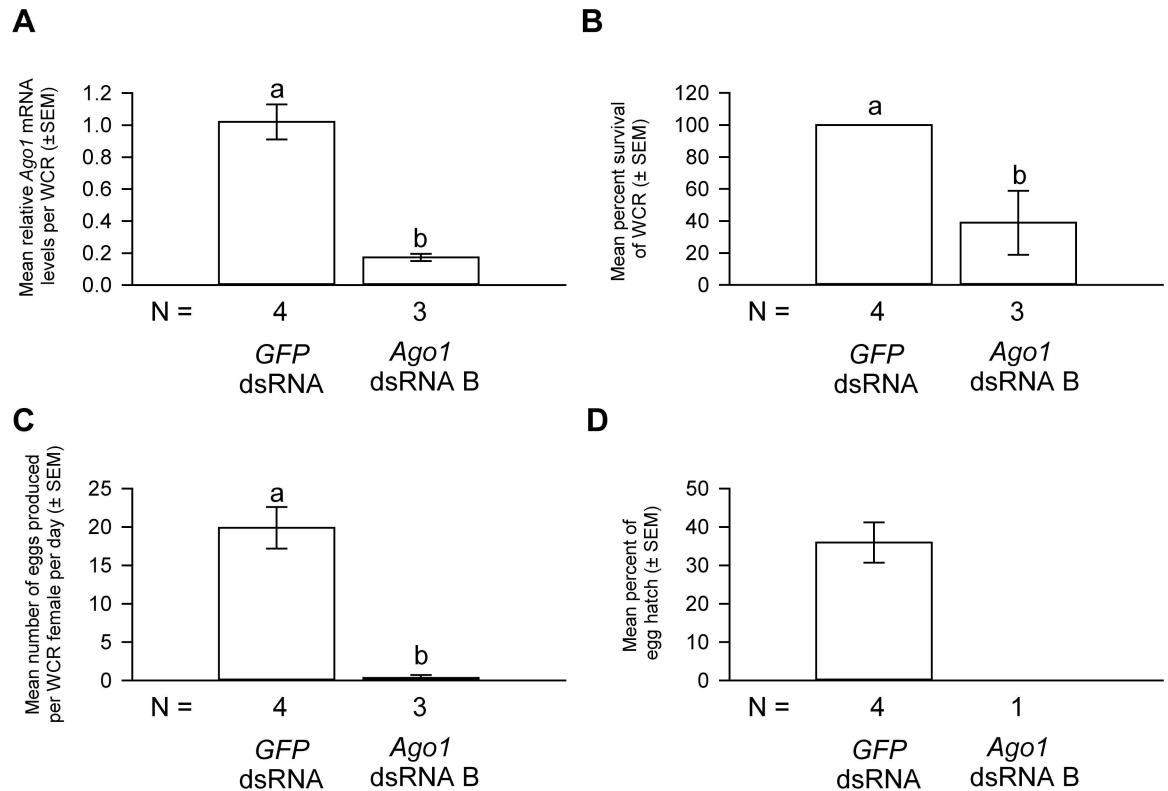 A
Mean relative Ago1 mRNA
levels per WCR (±SEM)
1.2
1.0
0.8
0.6
0.4
0.2
0.0
a
b
N = 4 3
GFP
dsRNA
Ago1
dsRNA B
B
Mean percent survival
of WCR (± SEM)
120
100
80
60
40
20
0
a
b
N = 4 3
GFP
dsRNA
Ago1
dsRNA B
C
Mean number of eggs produced
per WCR female per day (± SEM)
25
20
15
10
5
0
a
b
N = 4 3
GFP
dsRNA
Ago1
dsRNA B
D
Mean percent of
egg hatch (± SEM)
50
40
30
20
10
0
N = 4 1
GFP
dsRNA
Ago1
dsRNA B